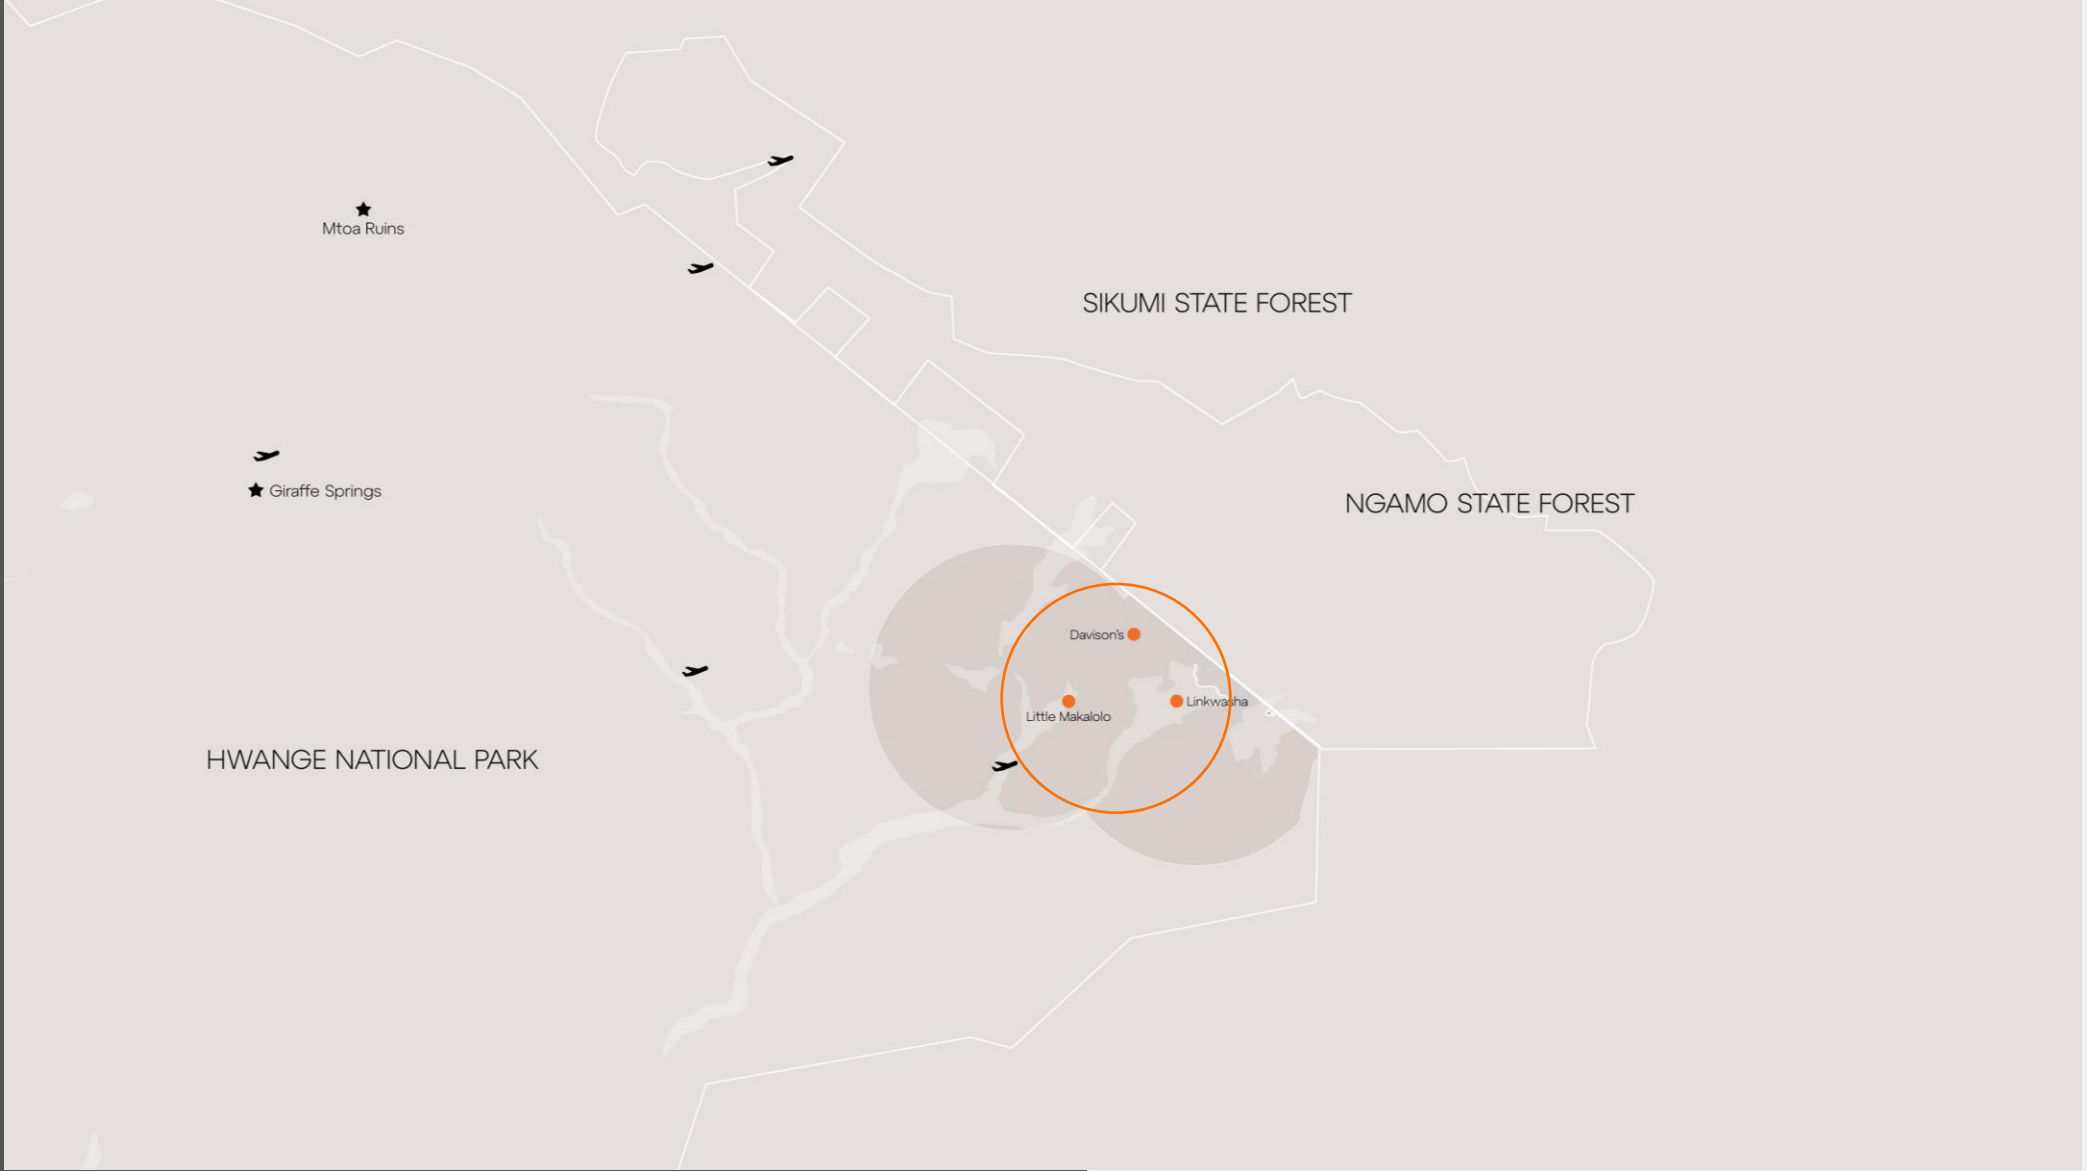 Mtoa Ruins
SIKUMI STATE FOREST
Giraffe Springs
NGAMO STATE FOREST
Davison's
Linkwasha
Little Makalolo
HWANGE NATIONAL PARK